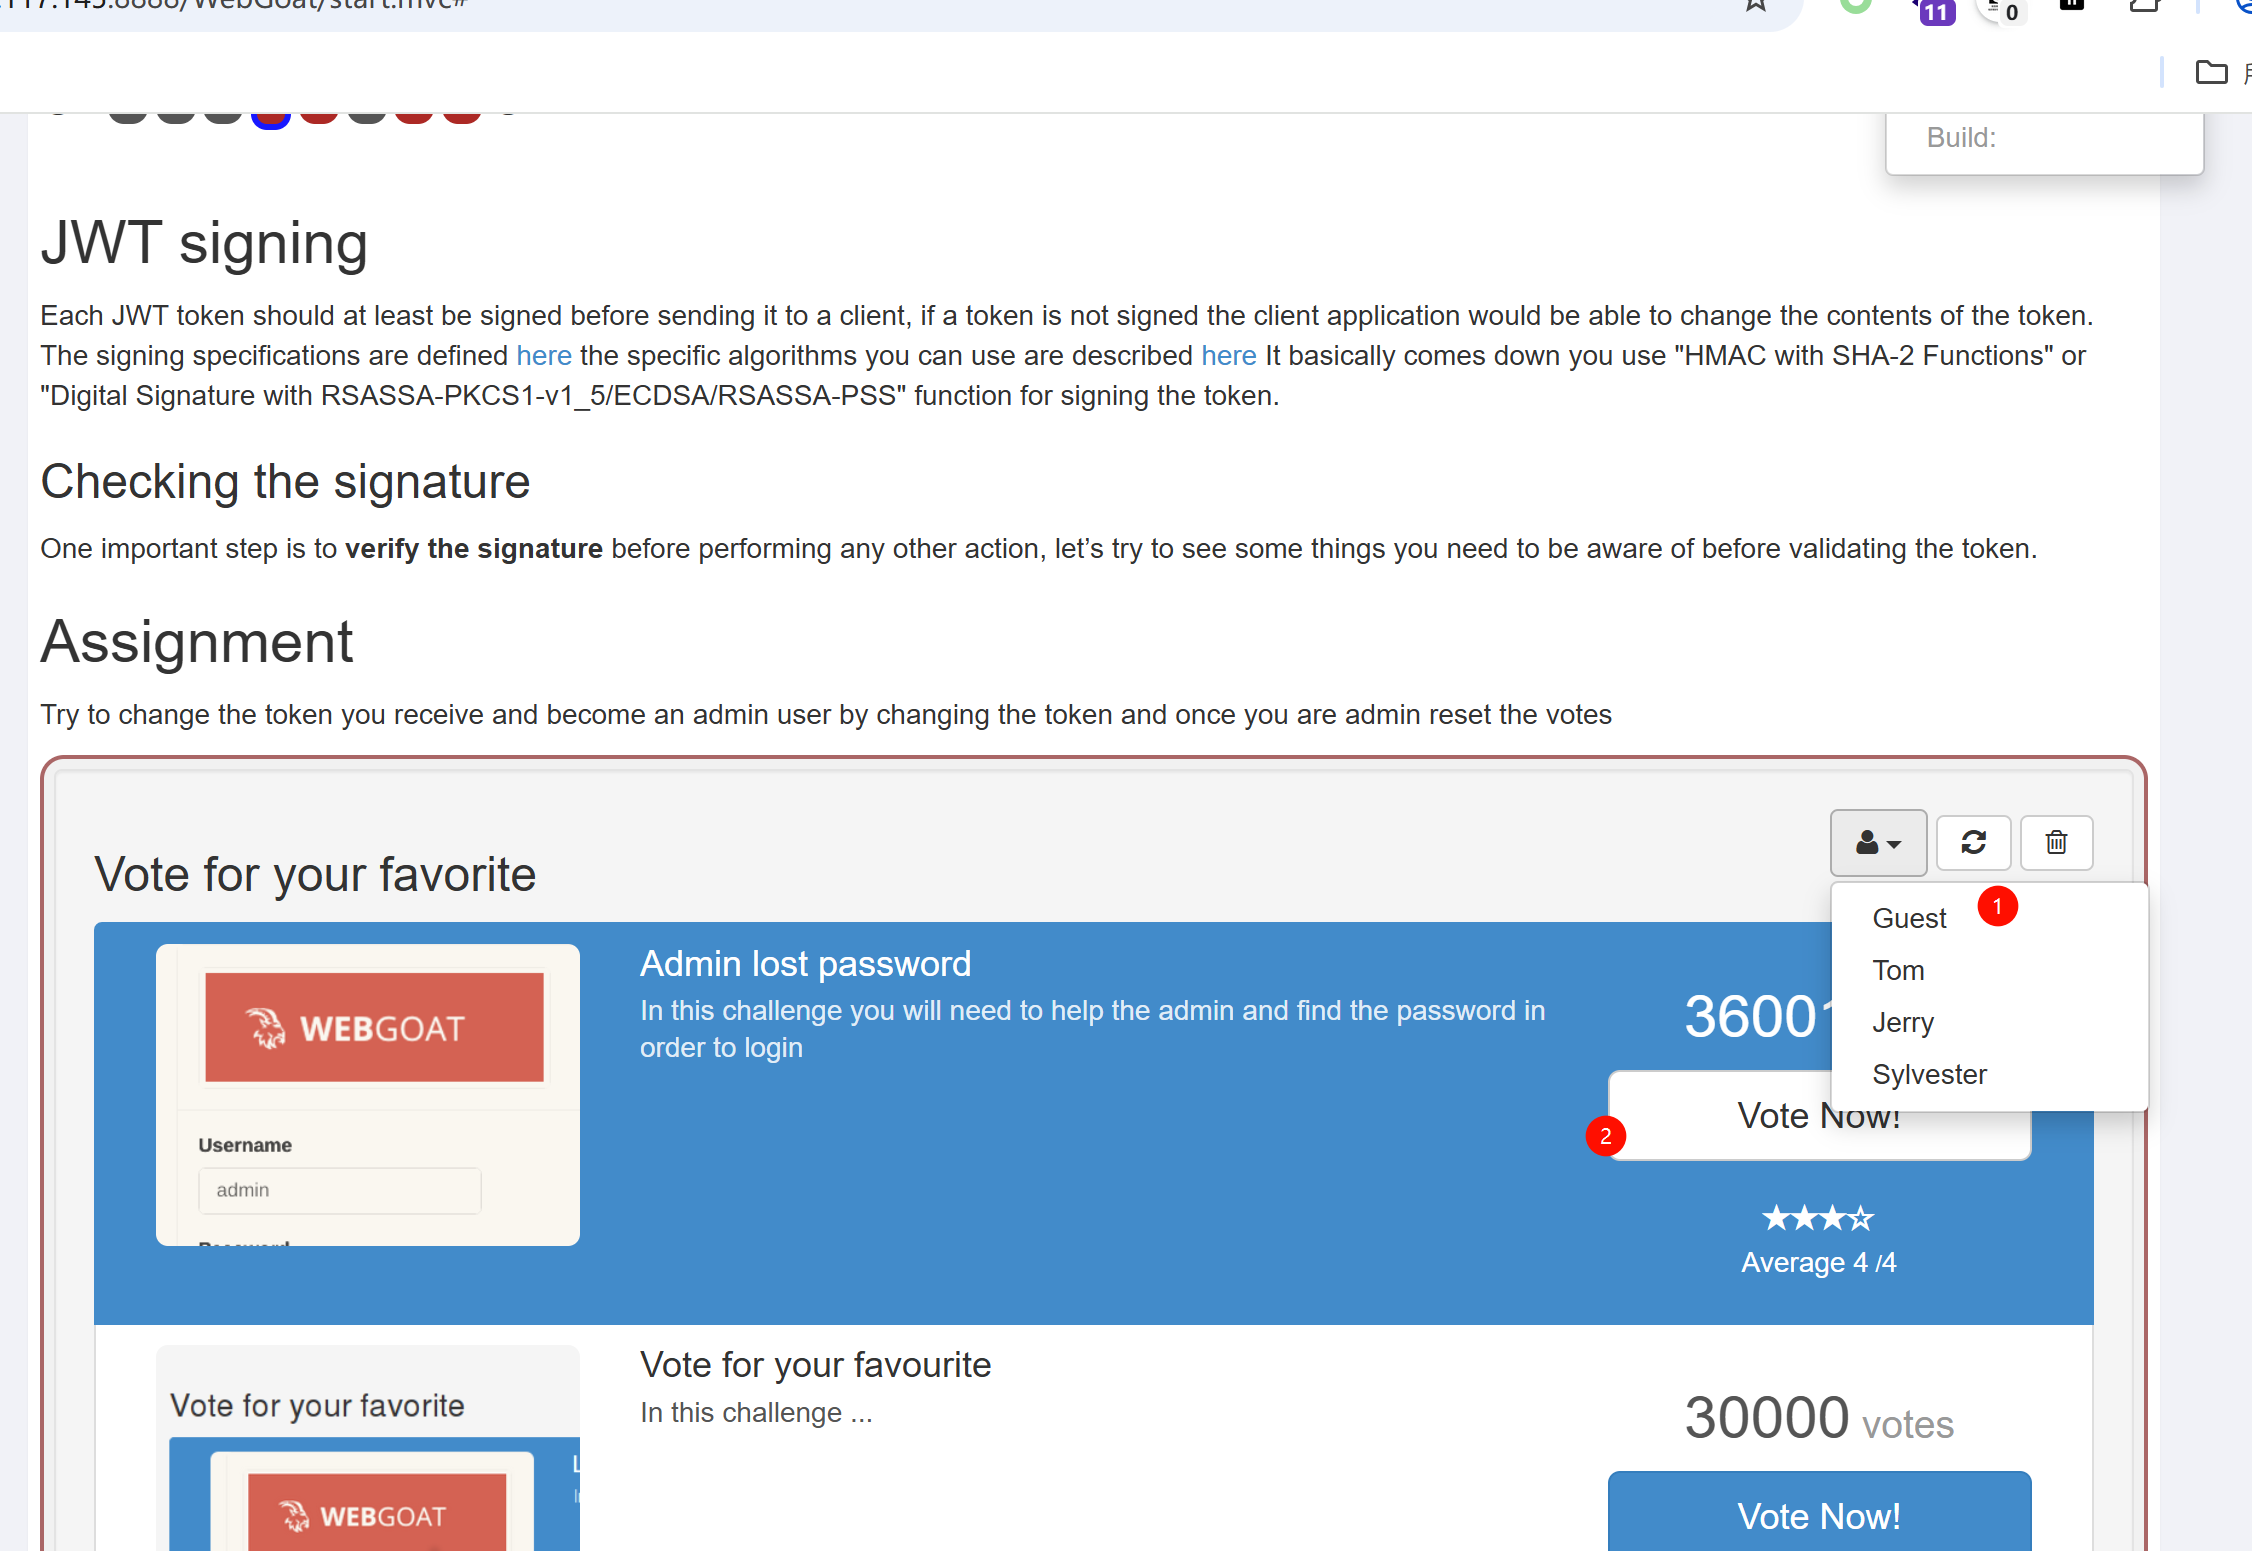 11
0
Build:
JWT signing
Each JWT token should at least be signed before sending it to a client, if a token is not signed the client application would be able to change the contents of the token.
The signing specifications are defined here the specific algorithms you can use are described here It basically comes down you use "HMAC with SHA-2 Functions" or
"Digital Signature with RSASSA-PKCS1-v1_5/ECDSA/RSASSA-PSS" function for signing the token.
Checking the signature
One important step is to verify the signature before performing any other action, let’s try to see some things you need to be aware of before validating the token.
Assignment
Try to change the token you receive and become an admin user by changing the token and once you are admin reset the votes
Vote for your favorite
Guest
1
Tom
Jerry
Sylvester
WEBGOAT
Username
admin
Admin lost password
In this challenge you will need to help the admin and find the password in
order to login
36001
Vote Now!
2
Average 4 /4
Vote for your favorite
WEBGOAT
Vote for your favourite
In this challenge ...
30000 votes
Vote Now!